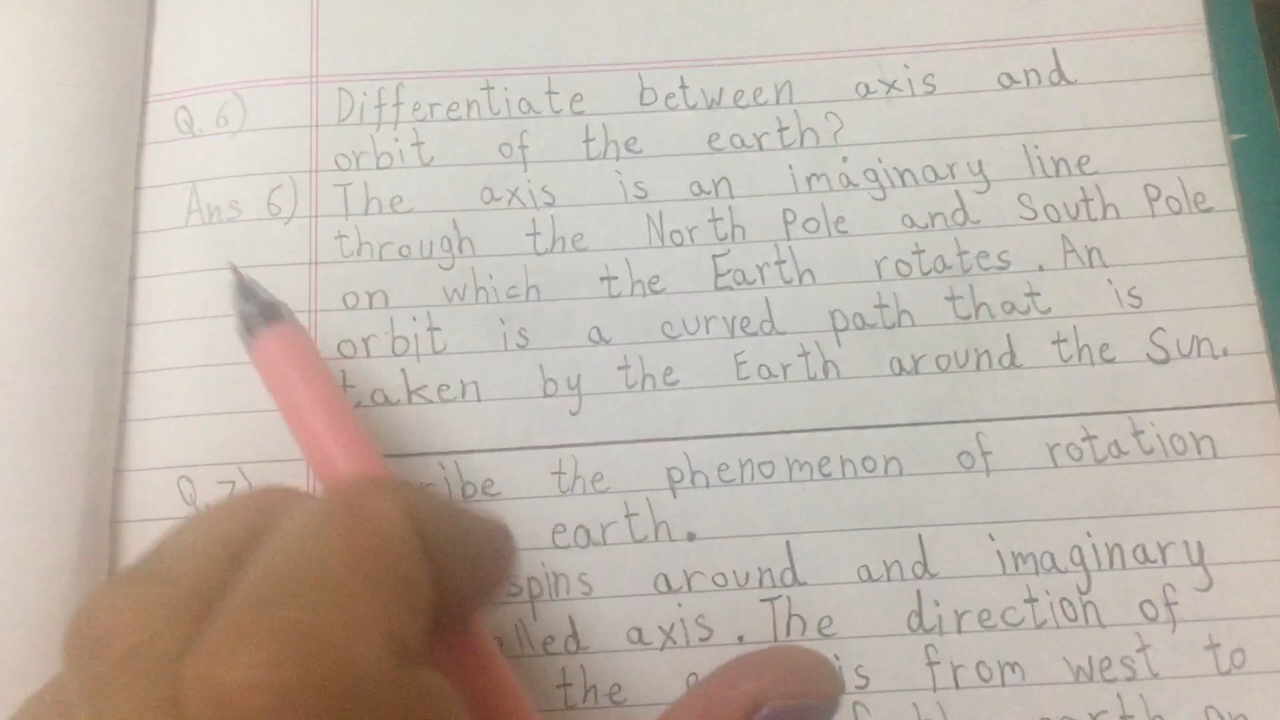 Q.6) Differentiate between axis and
orbit of the earth?
Ans 6) The axis is an imaginary line
through the North Pole and South Pole
on which the Earth rotates. An
orbit is a curved path that is
taken by the Earth around the Sun.
Q.7) the phenomenon of rotation
earth.
spins around and imaginary
axis. The direction of
the is from west to